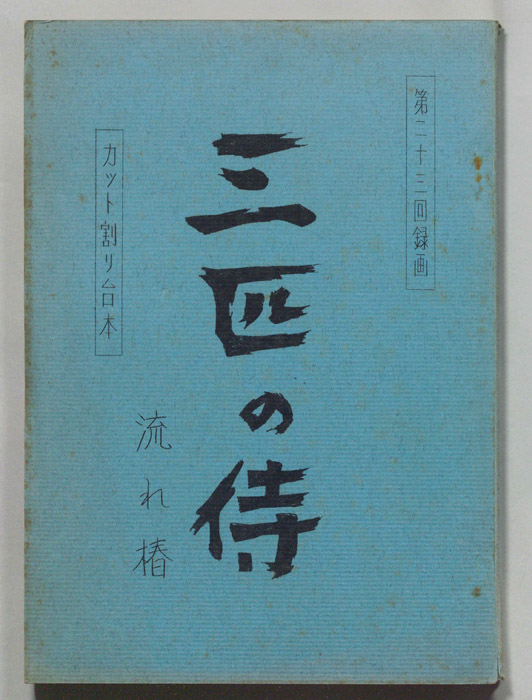 第二十三回録画
三匹の侍
流れ椿
カット割り台本